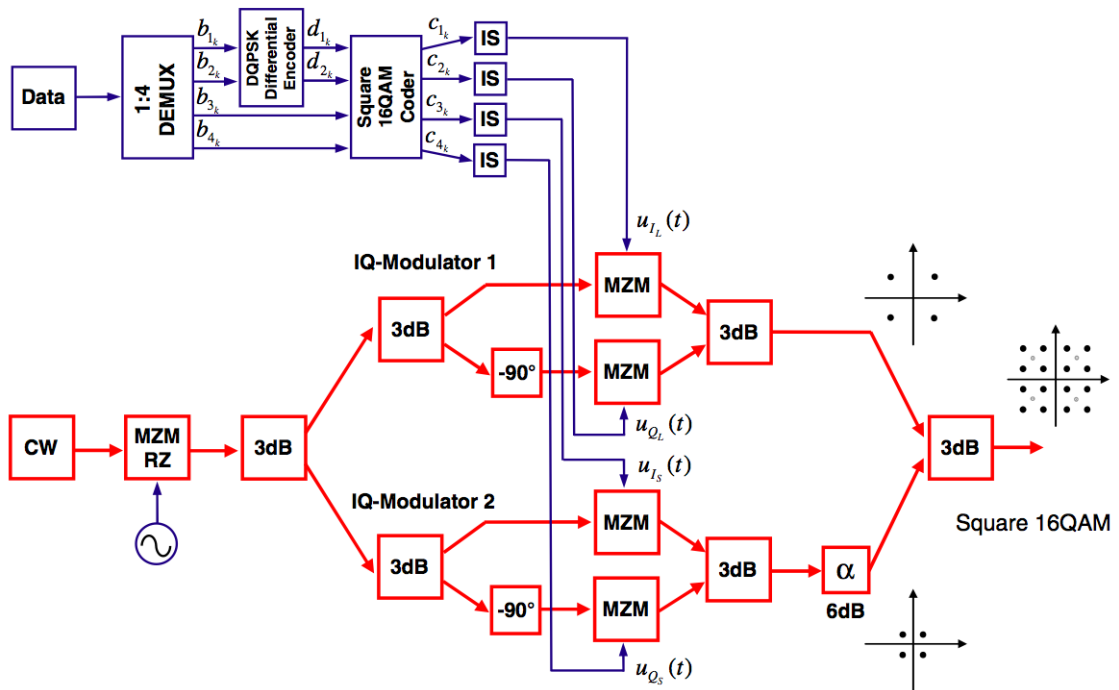 Data
1:4
DEMUX
b1k
b2k
b3k
b4k
DQPSK
Differential
Encoder
d1k
d2k
Square
16QAM
Coder
c1k
c2k
c3k
c4k
IS
IS
IS
IS
uIL(t)
IQ-Modulator 1
3dB
-90°
MZM
MZM
3dB
uQL(t)
CW
MZM
RZ
3dB
uIS(t)
IQ-Modulator 2
3dB
-90°
MZM
MZM
3dB
α
6dB
uQS(t)
3dB
Square 16QAM